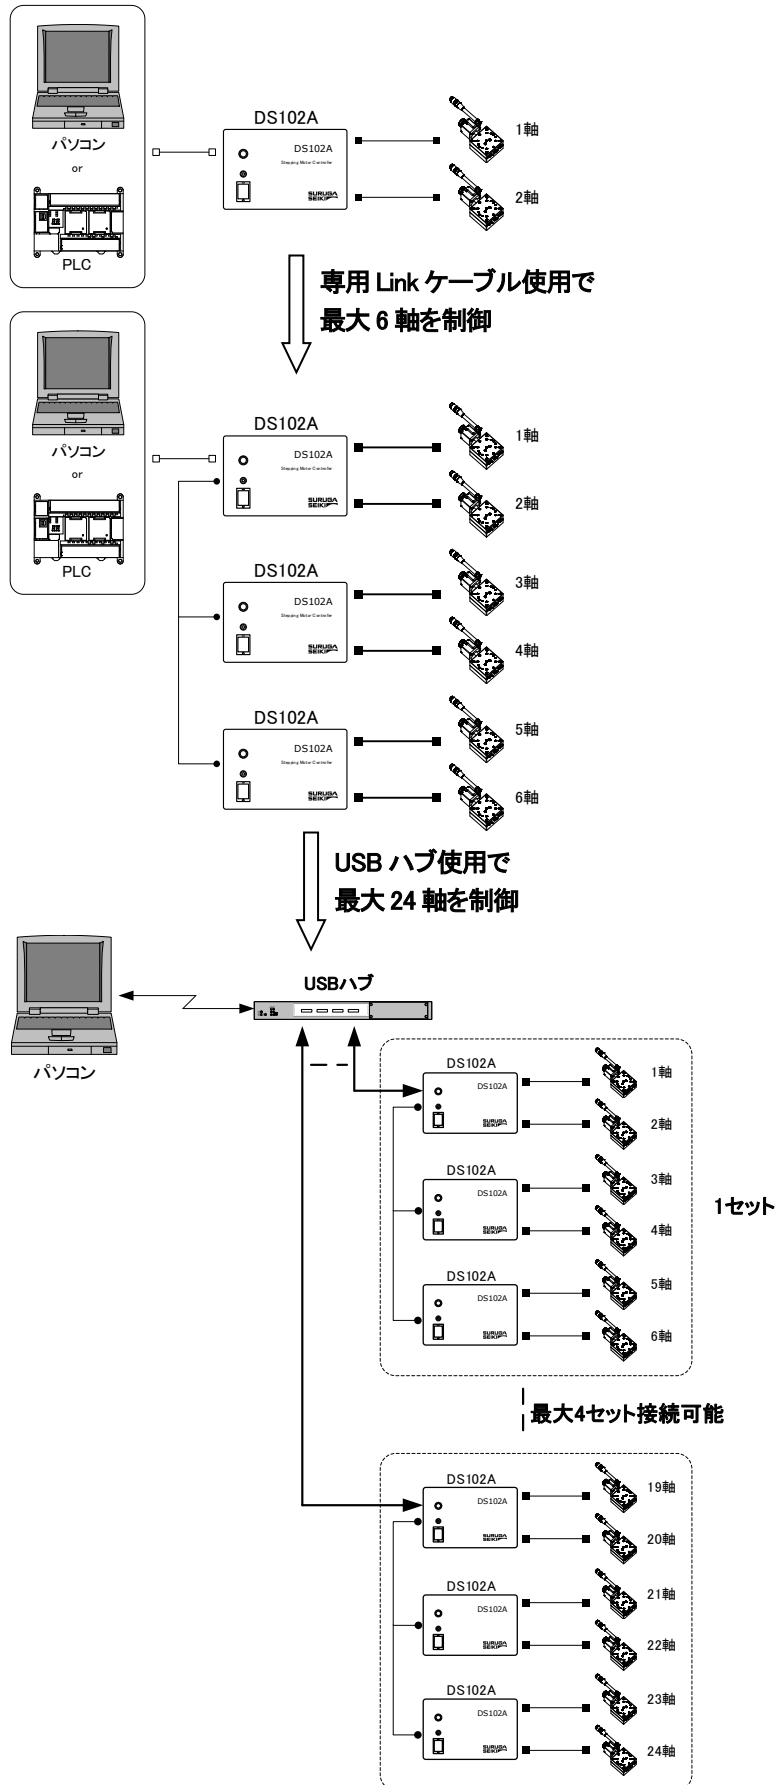 パソコン
or
PLC
DS102A
DS102A
Stepping Motor Controller
SURUGA
SEIKI
1軸
2軸
専用 Link ケーブル使用で
最大 6 軸を制御
パソコン
or
PLC
DS102A
DS102A
Stepping Motor Controller
SURUGA
SEIKI
1軸
2軸
DS102A
DS102A
Stepping Motor Controller
SURUGA
SEIKI
3軸
4軸
DS102A
DS102A
Stepping Motor Controller
SURUGA
SEIKI
5軸
6軸
USB ハブ使用で
最大 24 軸を制御
パソコン
USBハブ
DS102A
DS102A
SURUGA
SEIKI
1軸
2軸
DS102A
DS102A
SURUGA
SEIKI
3軸
4軸
DS102A
DS102A
SURUGA
SEIKI
5軸
6軸
1セット
最大4セット接続可能
DS102A
DS102A
SURUGA
SEIKI
19軸
20軸
DS102A
DS102A
SURUGA
SEIKI
21軸
22軸
DS102A
DS102A
SURUGA
SEIKI
23軸
24軸